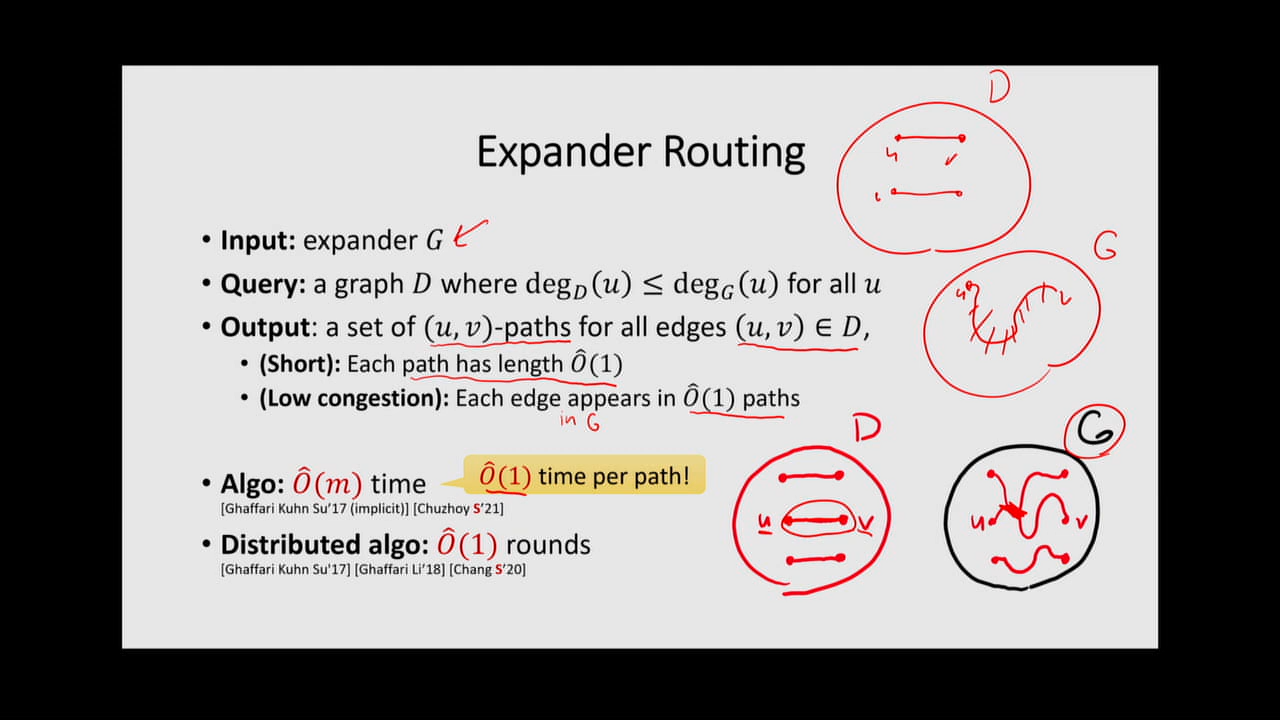 Expander Routing
• Input: expander G
• Query: a graph D where deg_D(u) ≤ deg_G(u) for all u
• Output: a set of (u, v)-paths for all edges (u, v) ∈ D,
• (Short): Each path has length Ô(1)
• (Low congestion): Each edge appears in Ô(1) paths
in G
• Algo: Ô(m) time
Ô(1) time per path!
[Ghaffari Kuhn Su'17 (implicit)] [Chuzhoy S'21]
• Distributed algo: Ô(1) rounds
[Ghaffari Kuhn Su'17] [Ghaffari Li'18] [Chang S'20]
D
u v
G
u v
D
u v
G
u v